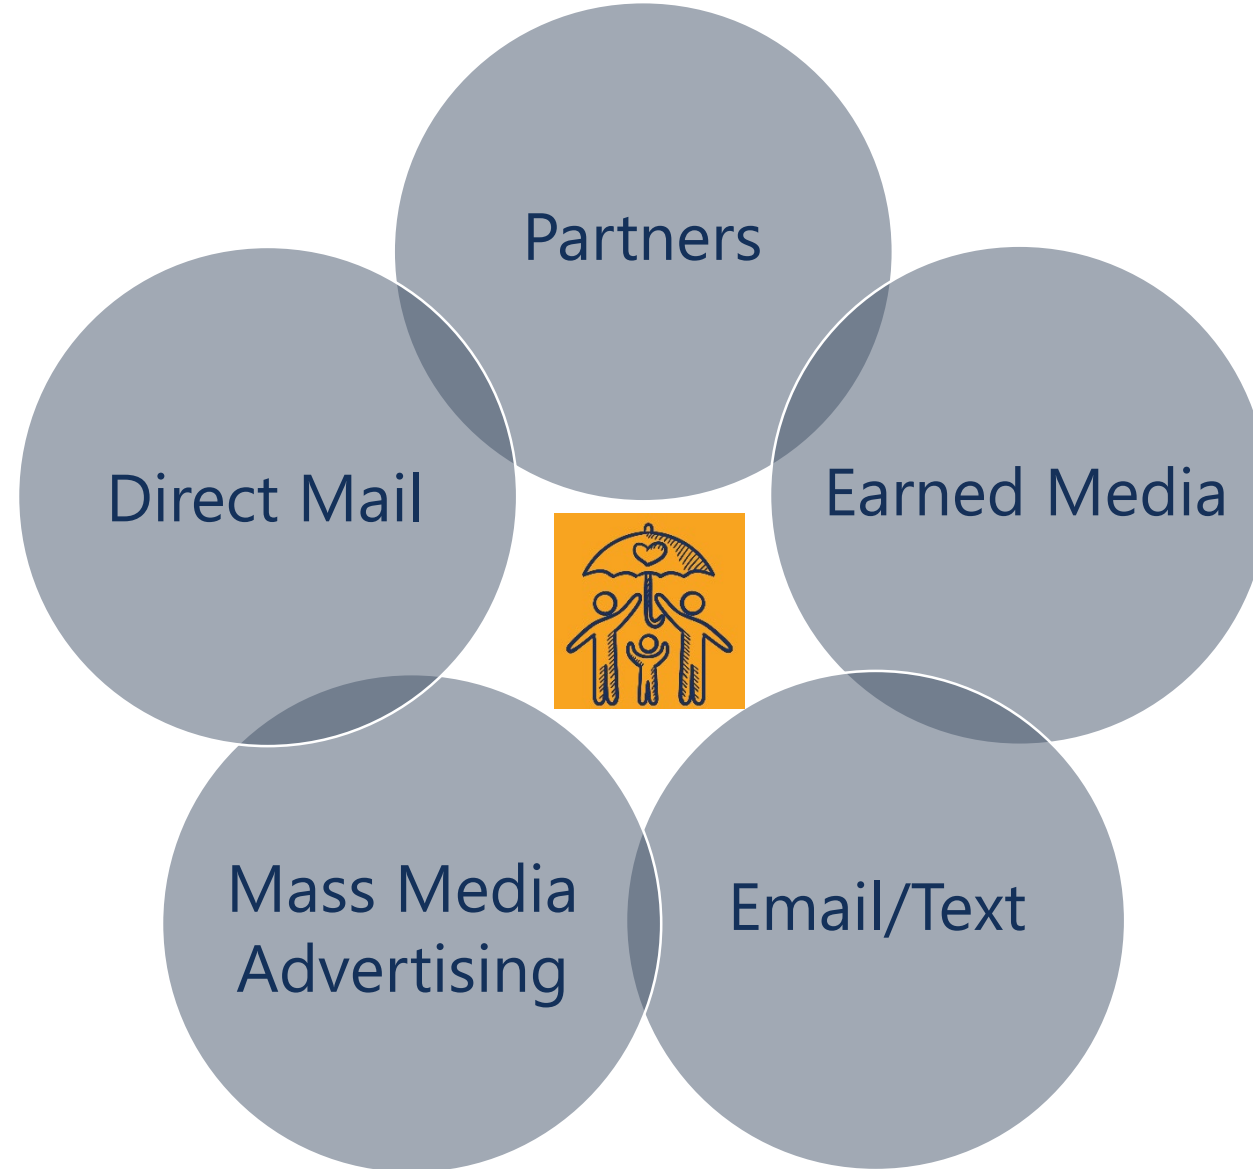 Partners
Direct Mail
Earned Media
Mass Media
Advertising
Email/Text